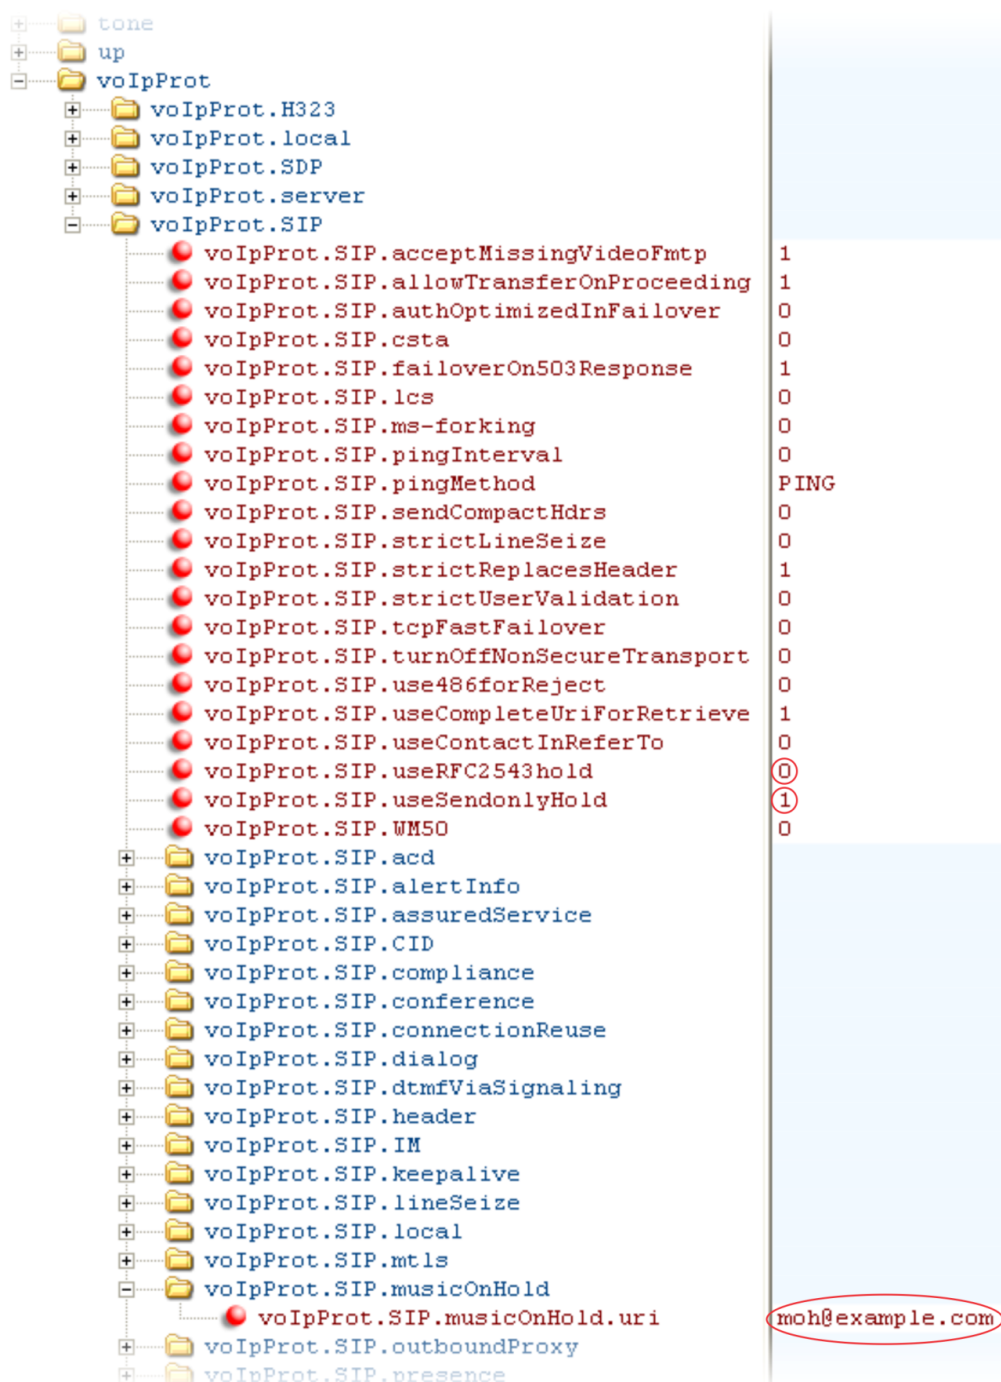 tone
up
voIpProt
voIpProt.H323
voIpProt.local
voIpProt.SDP
voIpProt.server
voIpProt.SIP
voIpProt.SIP.acceptMissingVideoFmtp 1
voIpProt.SIP.allowTransferOnProceeding 1
voIpProt.SIP.authOptimizedInFailover 0
voIpProt.SIP.csta 0
voIpProt.SIP.failoverOn503Response 1
voIpProt.SIP.lcs 0
voIpProt.SIP.ms-forking 0
voIpProt.SIP.pingInterval 0
voIpProt.SIP.pingMethod PING
voIpProt.SIP.sendCompactHdrs 0
voIpProt.SIP.strictLineSeize 0
voIpProt.SIP.strictReplacesHeader 1
voIpProt.SIP.strictUserValidation 0
voIpProt.SIP.tcpFastFailover 0
voIpProt.SIP.turnOffNonSecureTransport 0
voIpProt.SIP.use486forReject 0
voIpProt.SIP.useCompleteUriForRetrieve 1
voIpProt.SIP.useContactInReferTo 0
voIpProt.SIP.useRFC2543hold 0
voIpProt.SIP.useSendonlyHold 1
voIpProt.SIP.WM50 0
voIpProt.SIP.acd
voIpProt.SIP.alertInfo
voIpProt.SIP.assuredService
voIpProt.SIP.CID
voIpProt.SIP.compliance
voIpProt.SIP.conference
voIpProt.SIP.connectionReuse
voIpProt.SIP.dialog
voIpProt.SIP.dtmfViaSignaling
voIpProt.SIP.header
voIpProt.SIP.IM
voIpProt.SIP.keepalive
voIpProt.SIP.lineSeize
voIpProt.SIP.local
voIpProt.SIP.mtls
voIpProt.SIP.musicOnHold
voIpProt.SIP.musicOnHold.uri moh@example.com
voIpProt.SIP.outboundProxy
voIpProt.SIP.presence